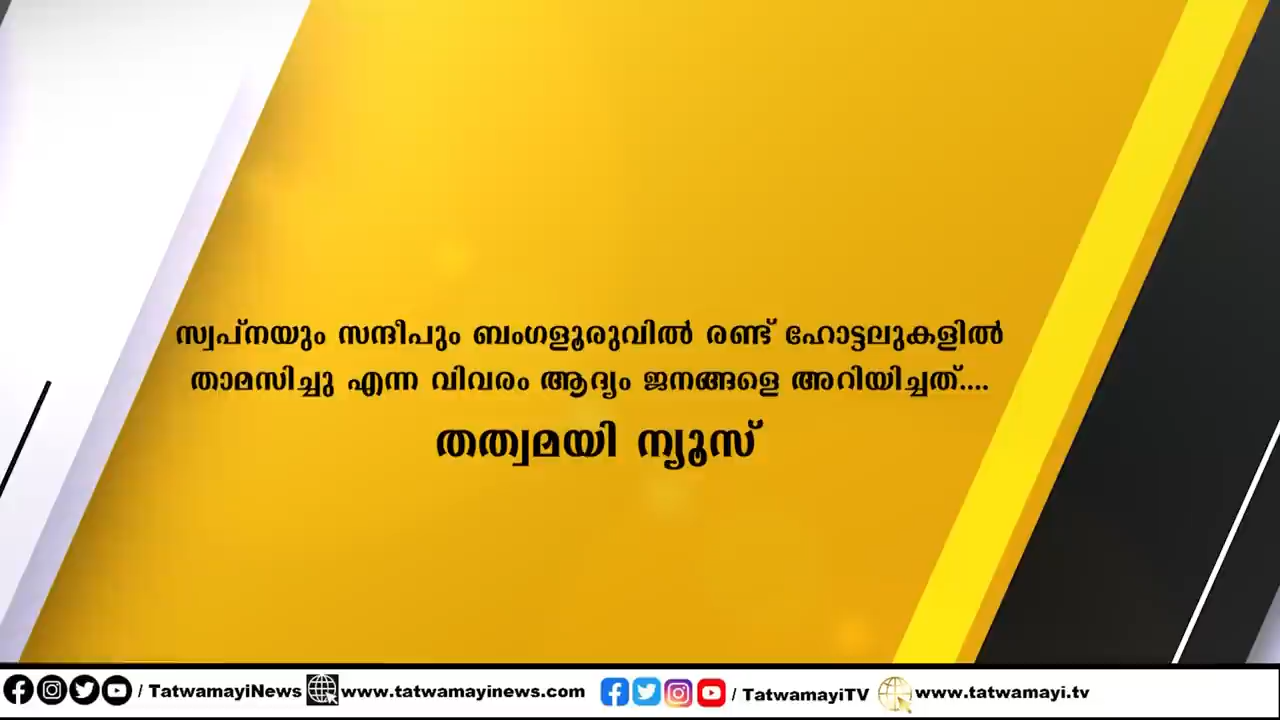 സ്വപ്നയും സന്ദീപും ബംഗളൂരുവിൽ രണ്ട് ഹോട്ടലുകളിൽ
താമസിച്ചു എന്ന വിവരം ആദ്യം ജനങ്ങളെ അറിയിച്ചത്....
തത്വമയി ന്യൂസ്
/ TatwamayiNews www.tatwamayinews.com / TatwamayiTV www.tatwamayi.tv